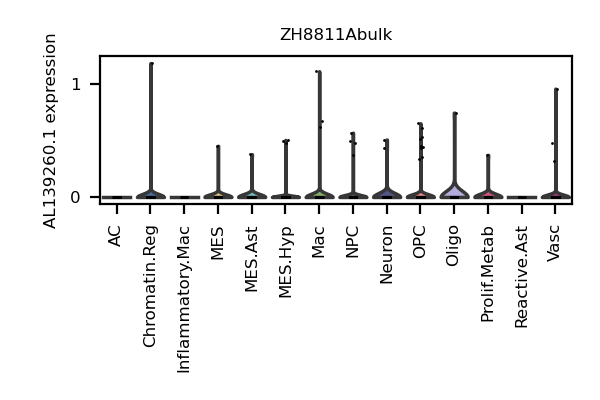 ZH8811Abulk
AL139260.1 expression
1
0
AC
Chromatin.Reg
Inflammatory.Mac
MES
MES.Ast
MES.Hyp
Mac
NPC
Neuron
OPC
Oligo
Prolif.Metab
Reactive.Ast
Vasc